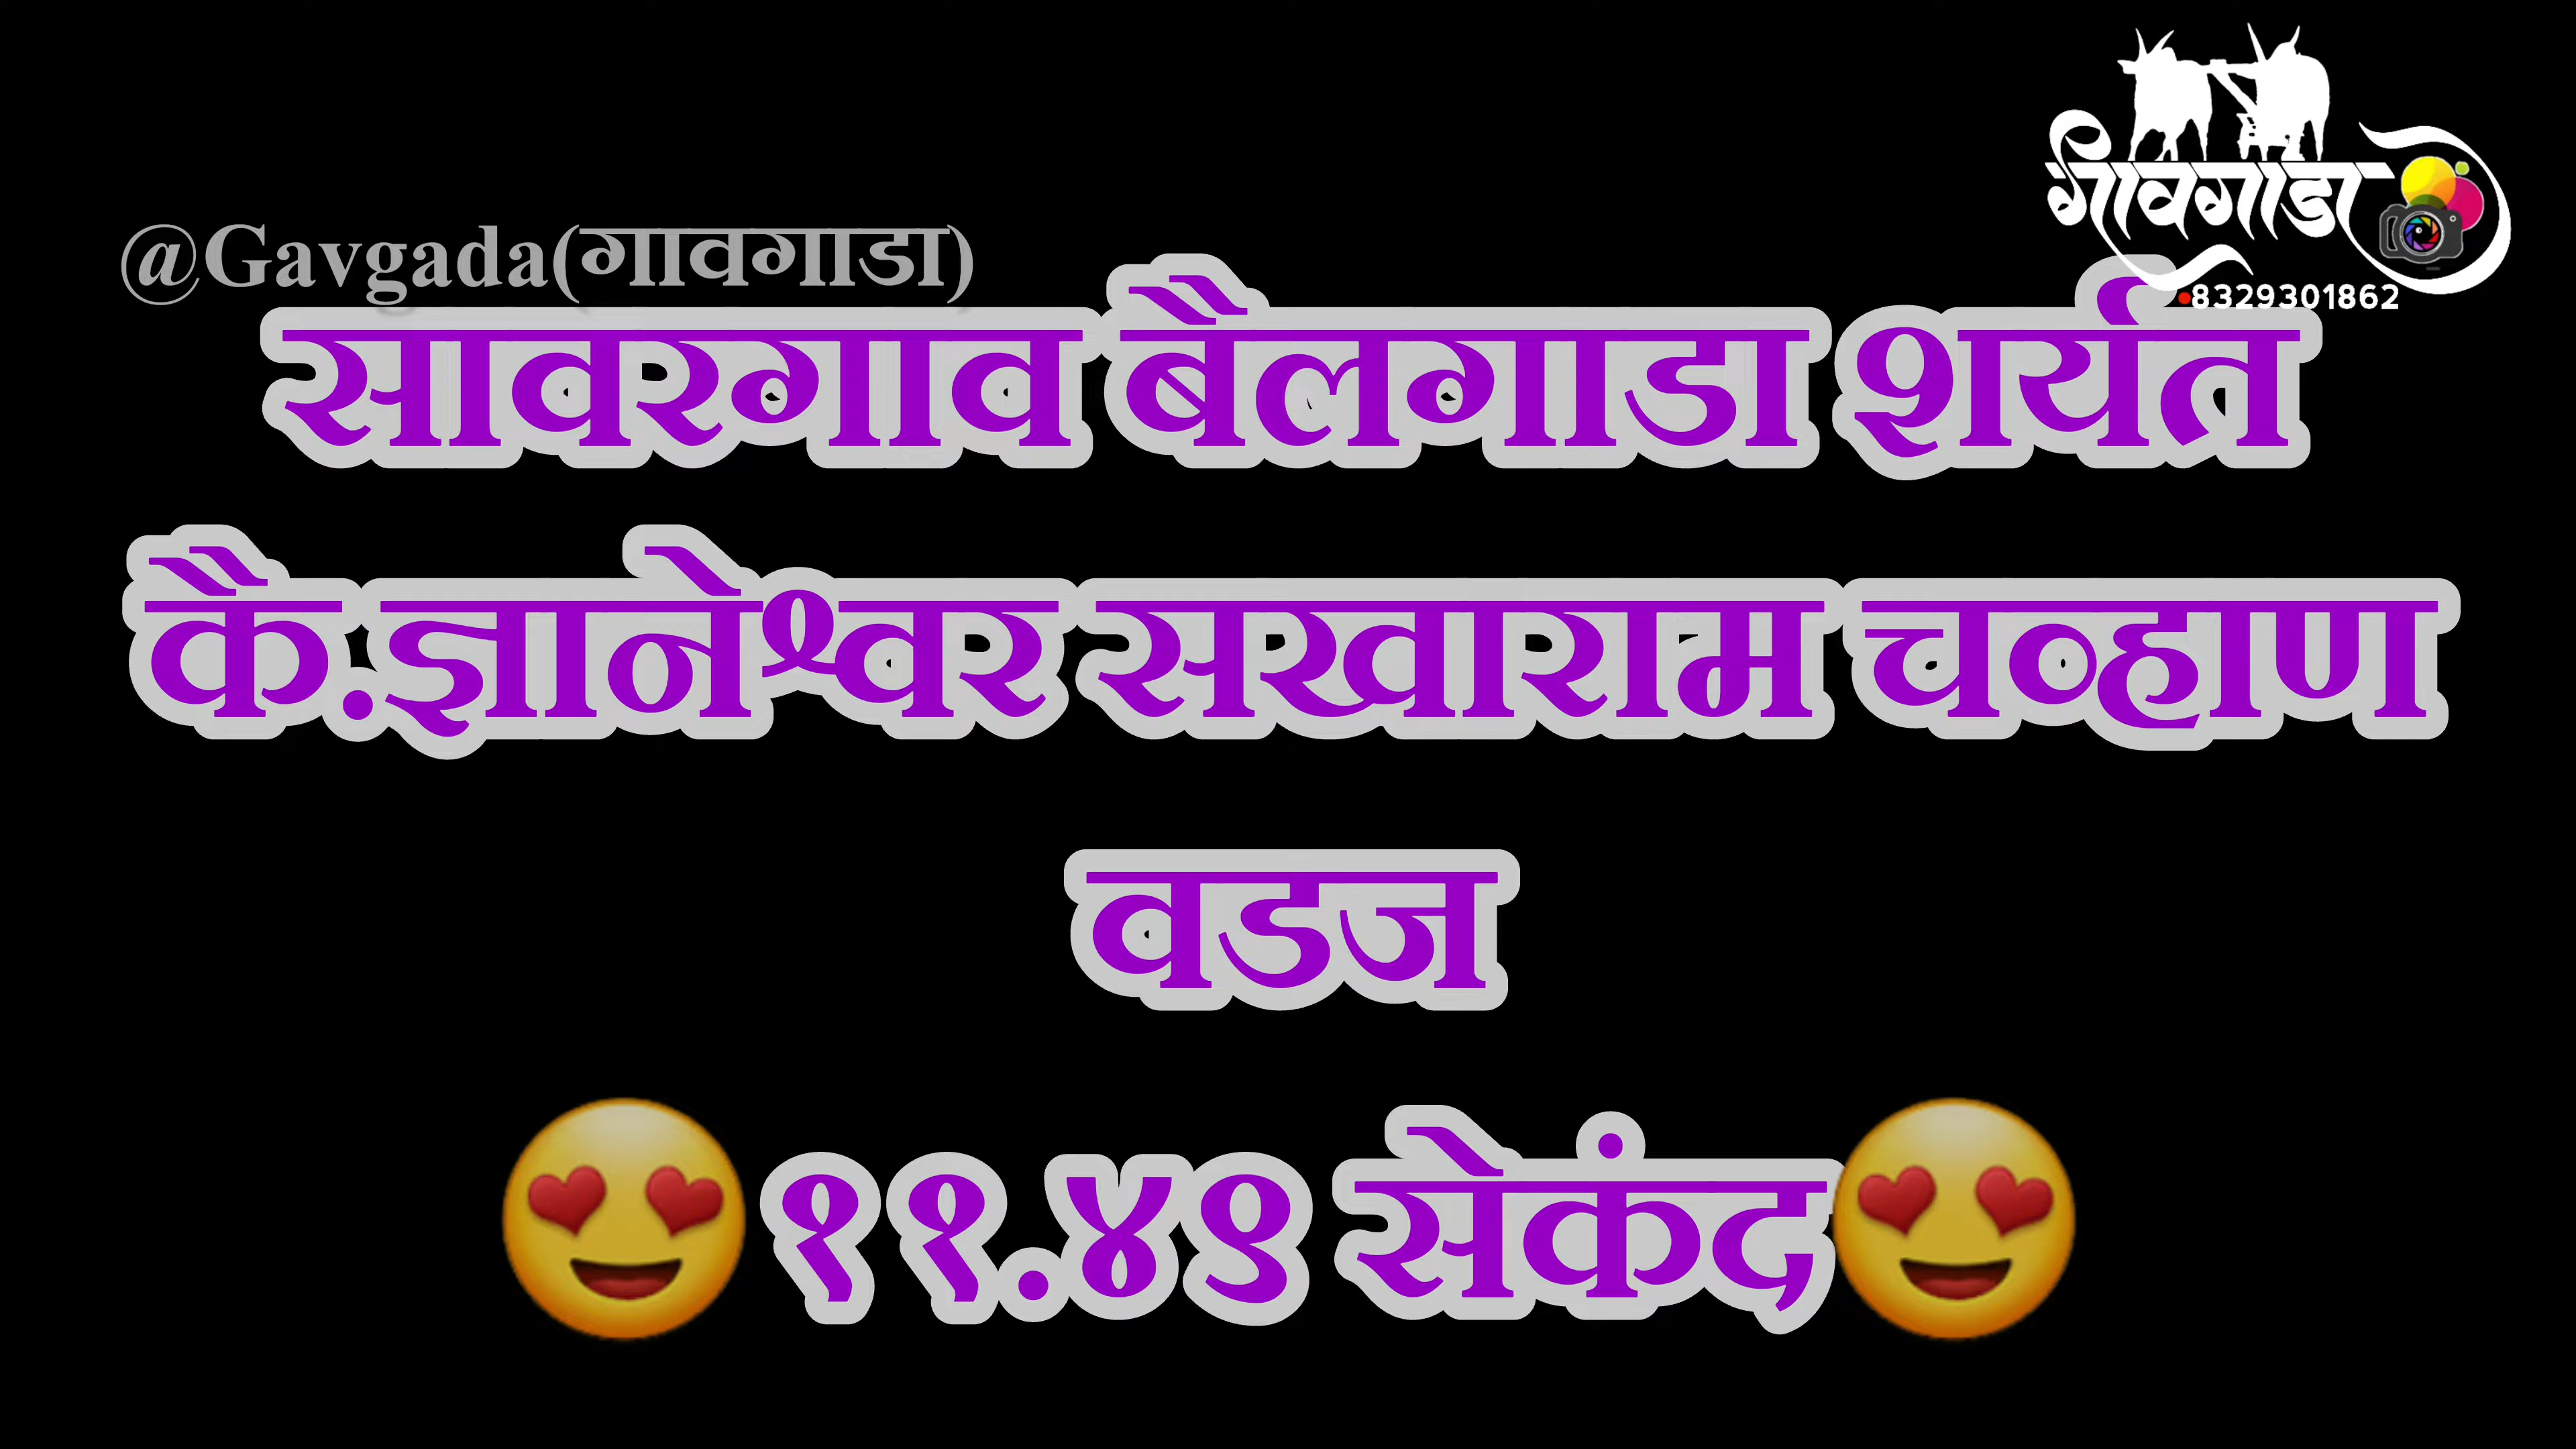 गावगाडा
8329301862
@Gavgada(गावगाडा)
सावरगाव बैलगाडा शर्यत
कै.ज्ञानेश्वर सखाराम चव्हाण
वडज
😍११.४९ सेकंद😍